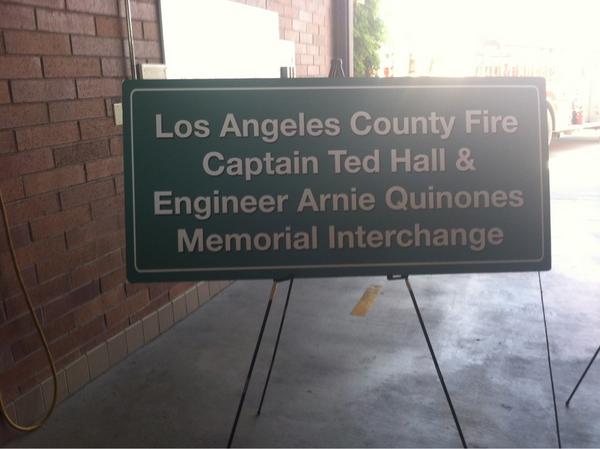 Los Angeles County Fire
Captain Ted Hall &
Engineer Arnie Quinones
Memorial Interchange